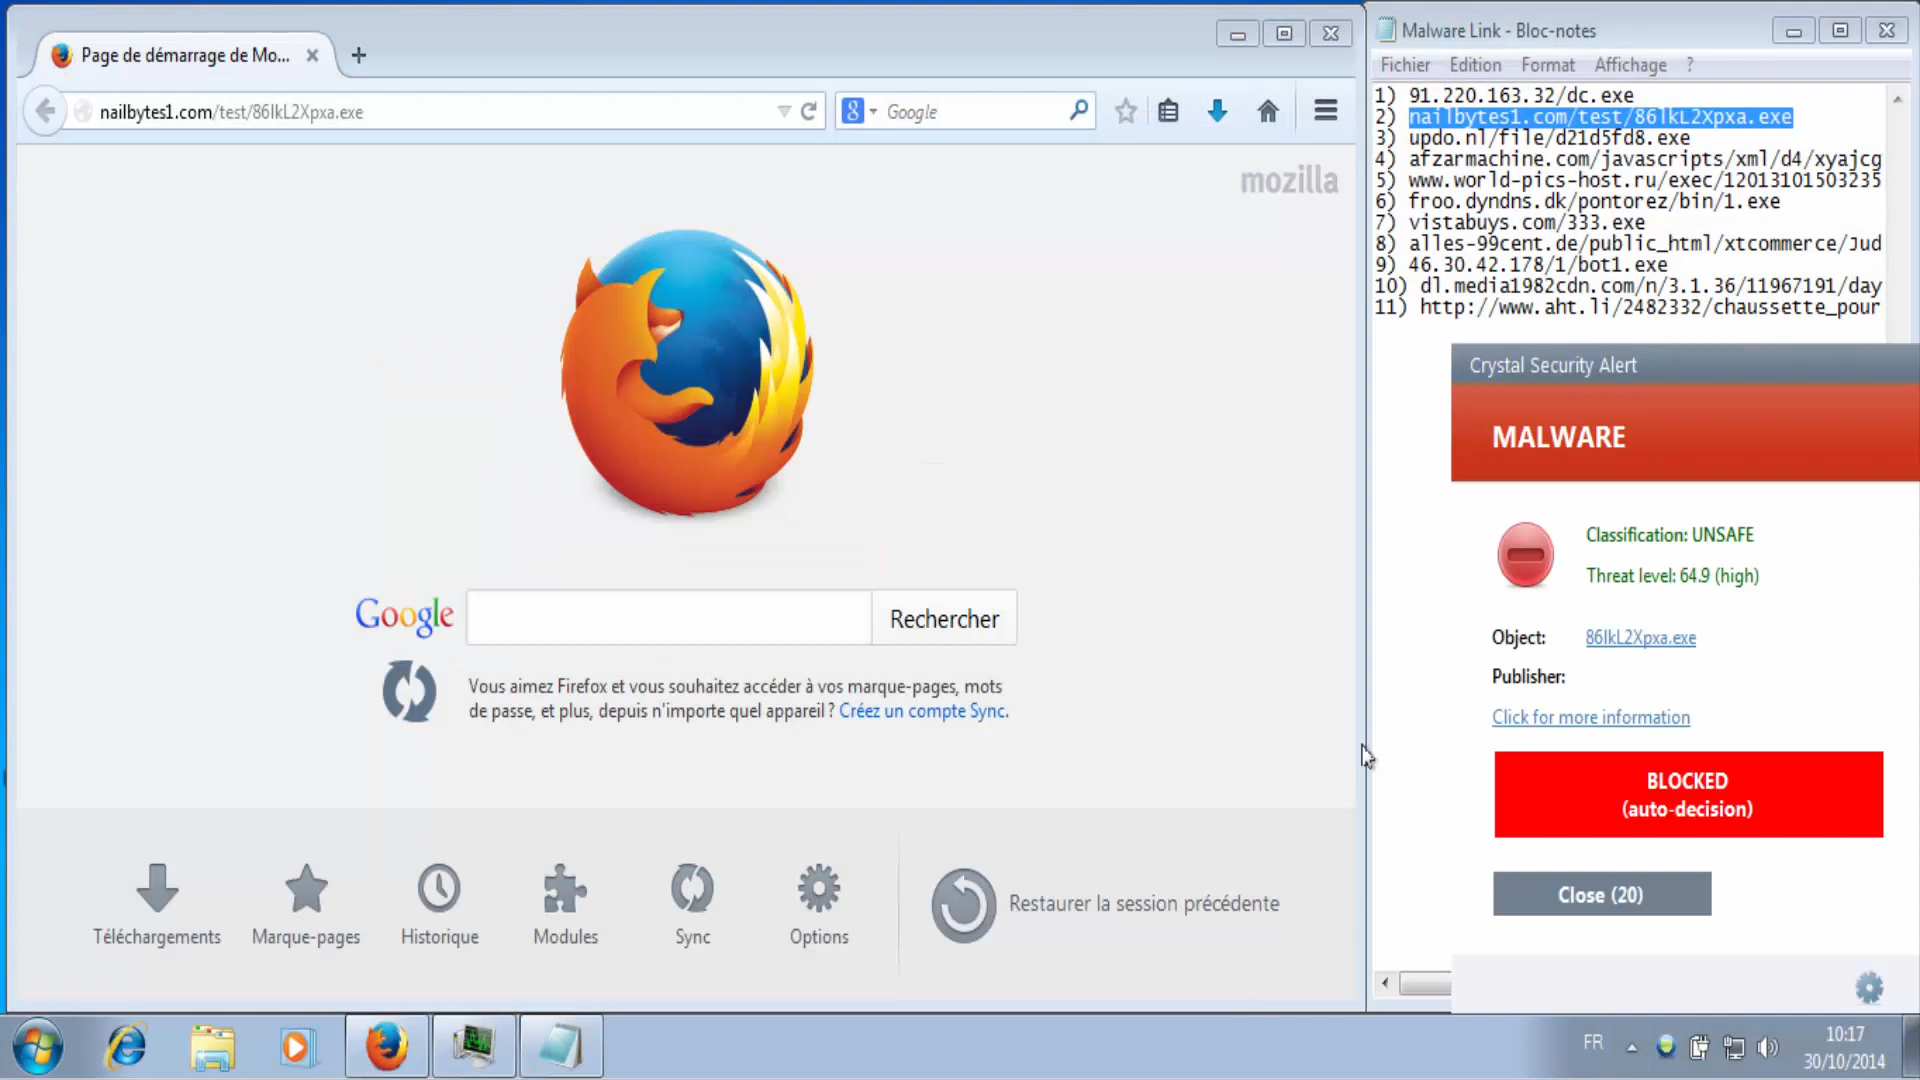 Page de démarrage de Mo...
nailbytes1.com/test/86lkL2Xpxa.exe
Google
mozilla
Google
Rechercher
Vous aimez Firefox et vous souhaitez accéder à vos marque-pages, mots
de passe, et plus, depuis n'importe quel appareil ? Créez un compte Sync.
Téléchargements
Marque-pages
Historique
Modules
Sync
Options
Restaurer la session précédente
Malware Link - Bloc-notes
Fichier Edition Format Affichage ?
1) 91.220.163.32/dc.exe
2) nailbytes1.com/test/86lkL2Xpxa.exe
3) updo.nl/file/d21d5fd8.exe
4) afzarmachine.com/javascripts/xml/d4/xyajcg
5) www.world-pics-host.ru/exec/12013101503235
6) froo.dyndns.dk/pontorez/bin/1.exe
7) vistabuys.com/333.exe
8) alles-99cent.de/public_html/xtcommerce/Jud
9) 46.30.42.178/1/bot1.exe
10) dl.media1982cdn.com/n/3.1.36/11967191/day
11) http://www.aht.li/2482332/chaussette_pour
Crystal Security Alert
MALWARE
Classification: UNSAFE
Threat level: 64.9 (high)
Object: 86lkL2Xpxa.exe
Publisher:
Click for more information
BLOCKED
(auto-decision)
Close (20)
FR
10:17
30/10/2014